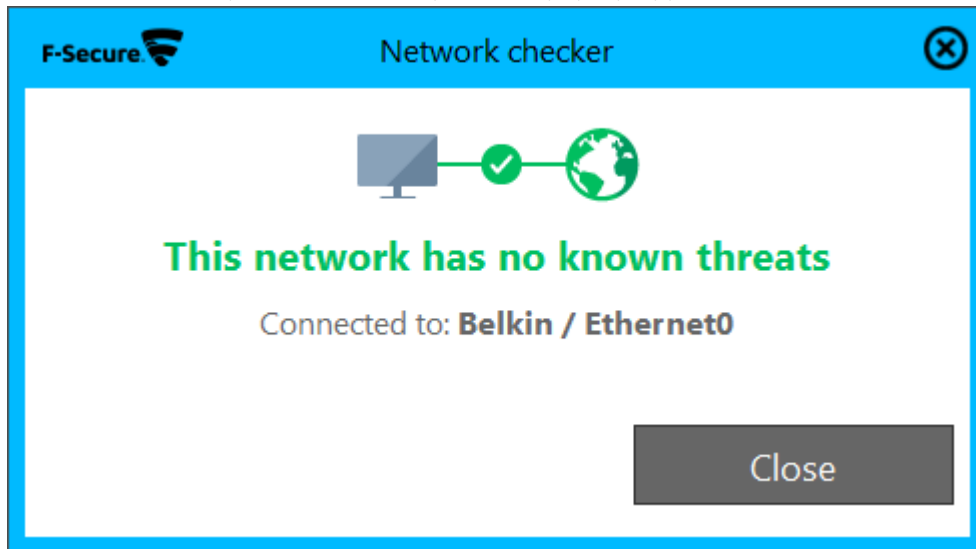 F-Secure.
Network checker
This network has no known threats
Connected to: Belkin / Ethernet0
Close